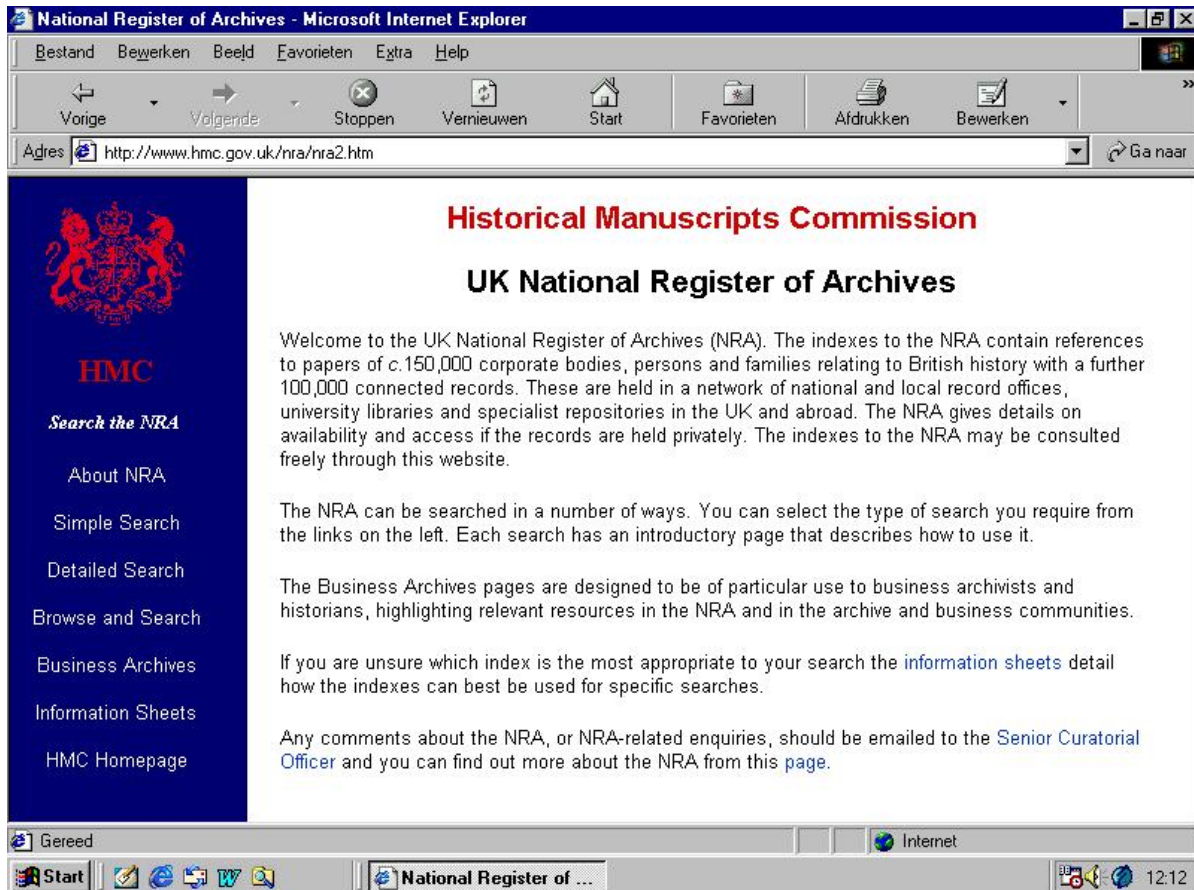 National Register of Archives - Microsoft Internet Explorer
Bestand Bewerken Beeld Favorieten Extra Help
Vorige Volgende Stoppen Vernieuwen Start Favorieten Afdrukken Bewerken »
Adres http://www.hmc.gov.uk/nra/nra2.htm Ga naar
HMC
Search the NRA
About NRA
Simple Search
Detailed Search
Browse and Search
Business Archives
Information Sheets
HMC Homepage
Historical Manuscripts Commission
UK National Register of Archives
Welcome to the UK National Register of Archives (NRA). The indexes to the NRA contain references
to papers of c.150,000 corporate bodies, persons and families relating to British history with a further
100,000 connected records. These are held in a network of national and local record offices,
university libraries and specialist repositories in the UK and abroad. The NRA gives details on
availability and access if the records are held privately. The indexes to the NRA may be consulted
freely through this website.
The NRA can be searched in a number of ways. You can select the type of search you require from
the links on the left. Each search has an introductory page that describes how to use it.
The Business Archives pages are designed to be of particular use to business archivists and
historians, highlighting relevant resources in the NRA and in the archive and business communities.
If you are unsure which index is the most appropriate to your search the information sheets detail
how the indexes can best be used for specific searches.
Any comments about the NRA, or NRA-related enquiries, should be emailed to the Senior Curatorial
Officer and you can find out more about the NRA from this page.
Gereed Internet
Start National Register of ... 12:12